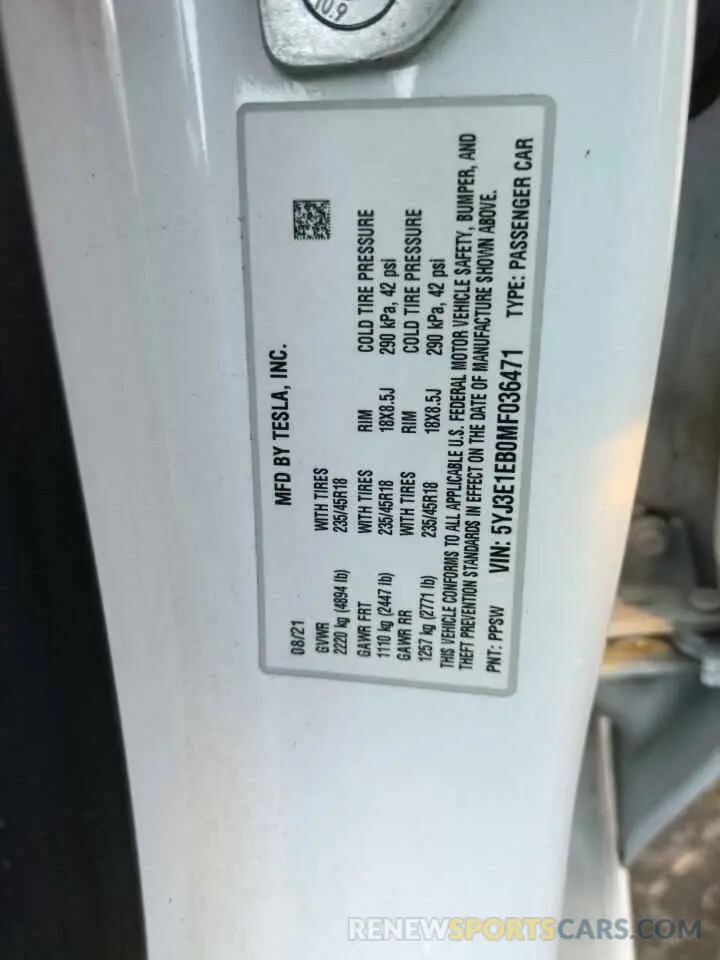 10.9
MFD BY TESLA, INC.
08/21
GVWR WITH TIRES
2220 kg (4894 lb) 235/45R18
GAWR FRT WITH TIRES RIM COLD TIRE PRESSURE
1110 kg (2447 lb) 235/45R18 18X8.5J 290 kPa, 42 psi
GAWR RR WITH TIRES RIM COLD TIRE PRESSURE
1257 kg (2771 lb) 235/45R18 18X8.5J 290 kPa, 42 psi
THIS VEHICLE CONFORMS TO ALL APPLICABLE U.S. FEDERAL MOTOR VEHICLE SAFETY, BUMPER, AND
THEFT PREVENTION STANDARDS IN EFFECT ON THE DATE OF MANUFACTURE SHOWN ABOVE.
PNT: PPSW VIN: 5YJ3E1EB0MF036471 TYPE: PASSENGER CAR
RENEWSPORTSCARS.COM